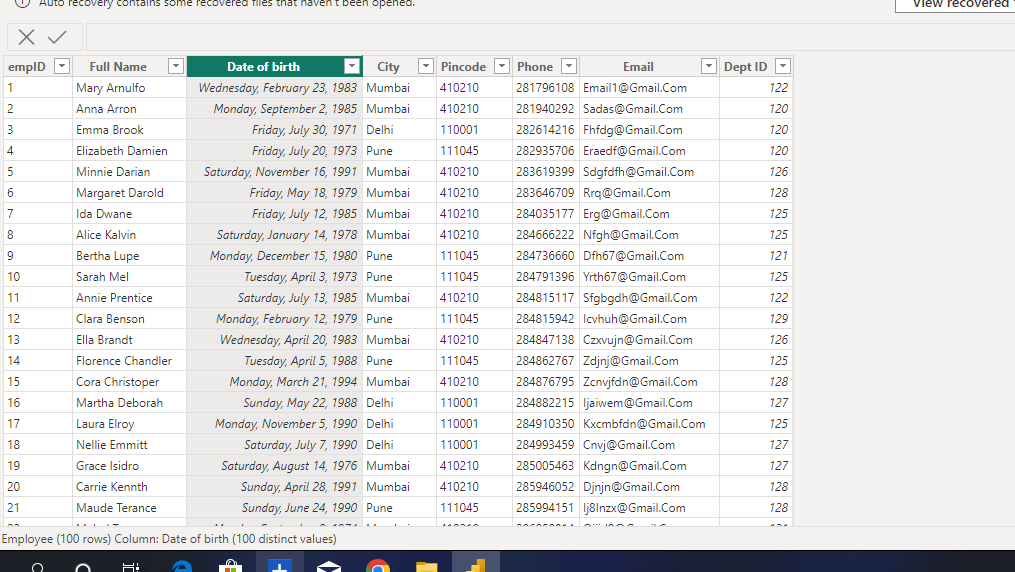 Auto recovery contains some recovered files that haven't been opened. View recovered
empID Full Name Date of birth City Pincode Phone Email Dept ID
1 Mary Arnulfo Wednesday, February 23, 1983 Mumbai 410210 281796108 Email1@Gmail.Com 122
2 Anna Arron Monday, September 2, 1985 Mumbai 410210 281940292 Sadas@Gmail.Com 120
3 Emma Brook Friday, July 30, 1971 Delhi 110001 282614216 Fhfdg@Gmail.Com 120
4 Elizabeth Damien Friday, July 20, 1973 Pune 111045 282935706 Eraedf@Gmail.Com 120
5 Minnie Darian Saturday, November 16, 1991 Mumbai 410210 283619399 Sdgfdfh@Gmail.Com 126
6 Margaret Darold Friday, May 18, 1979 Mumbai 410210 283646709 Rrq@Gmail.Com 128
7 Ida Dwane Friday, July 12, 1985 Mumbai 410210 284035177 Erg@Gmail.Com 125
8 Alice Kalvin Saturday, January 14, 1978 Mumbai 410210 284666222 Nfgh@Gmail.Com 125
9 Bertha Lupe Monday, December 15, 1980 Pune 111045 284736660 Dfh67@Gmail.Com 121
10 Sarah Mel Tuesday, April 3, 1973 Pune 111045 284791396 Yrth67@Gmail.Com 125
11 Annie Prentice Saturday, July 13, 1985 Mumbai 410210 284815117 Sfgbgdh@Gmail.Com 122
12 Clara Benson Monday, February 12, 1979 Pune 111045 284815942 Icvhuh@Gmail.Com 129
13 Ella Brandt Wednesday, April 20, 1983 Mumbai 410210 284847138 Czxvujn@Gmail.Com 126
14 Florence Chandler Tuesday, April 5, 1988 Pune 111045 284862767 Zdjnj@Gmail.Com 125
15 Cora Christoper Monday, March 21, 1994 Mumbai 410210 284876795 Zcnvjfdn@Gmail.Com 128
16 Martha Deborah Sunday, May 22, 1988 Delhi 110001 284882215 Ijaiwem@Gmail.Com 127
17 Laura Elroy Monday, November 5, 1990 Delhi 110001 284910350 Kxcmbfdn@Gmail.Com 125
18 Nellie Emmitt Saturday, July 7, 1990 Delhi 110001 284993459 Cnvj@Gmail.Com 127
19 Grace Isidro Saturday, August 14, 1976 Mumbai 410210 285005463 Kdngn@Gmail.Com 127
20 Carrie Kennth Sunday, April 28, 1991 Mumbai 410210 285946052 Djnjn@Gmail.Com 128
21 Maude Terance Sunday, June 24, 1990 Pune 111045 285994151 Ij8Inzx@Gmail.Com 128
Employee (100 rows) Column: Date of birth (100 distinct values)